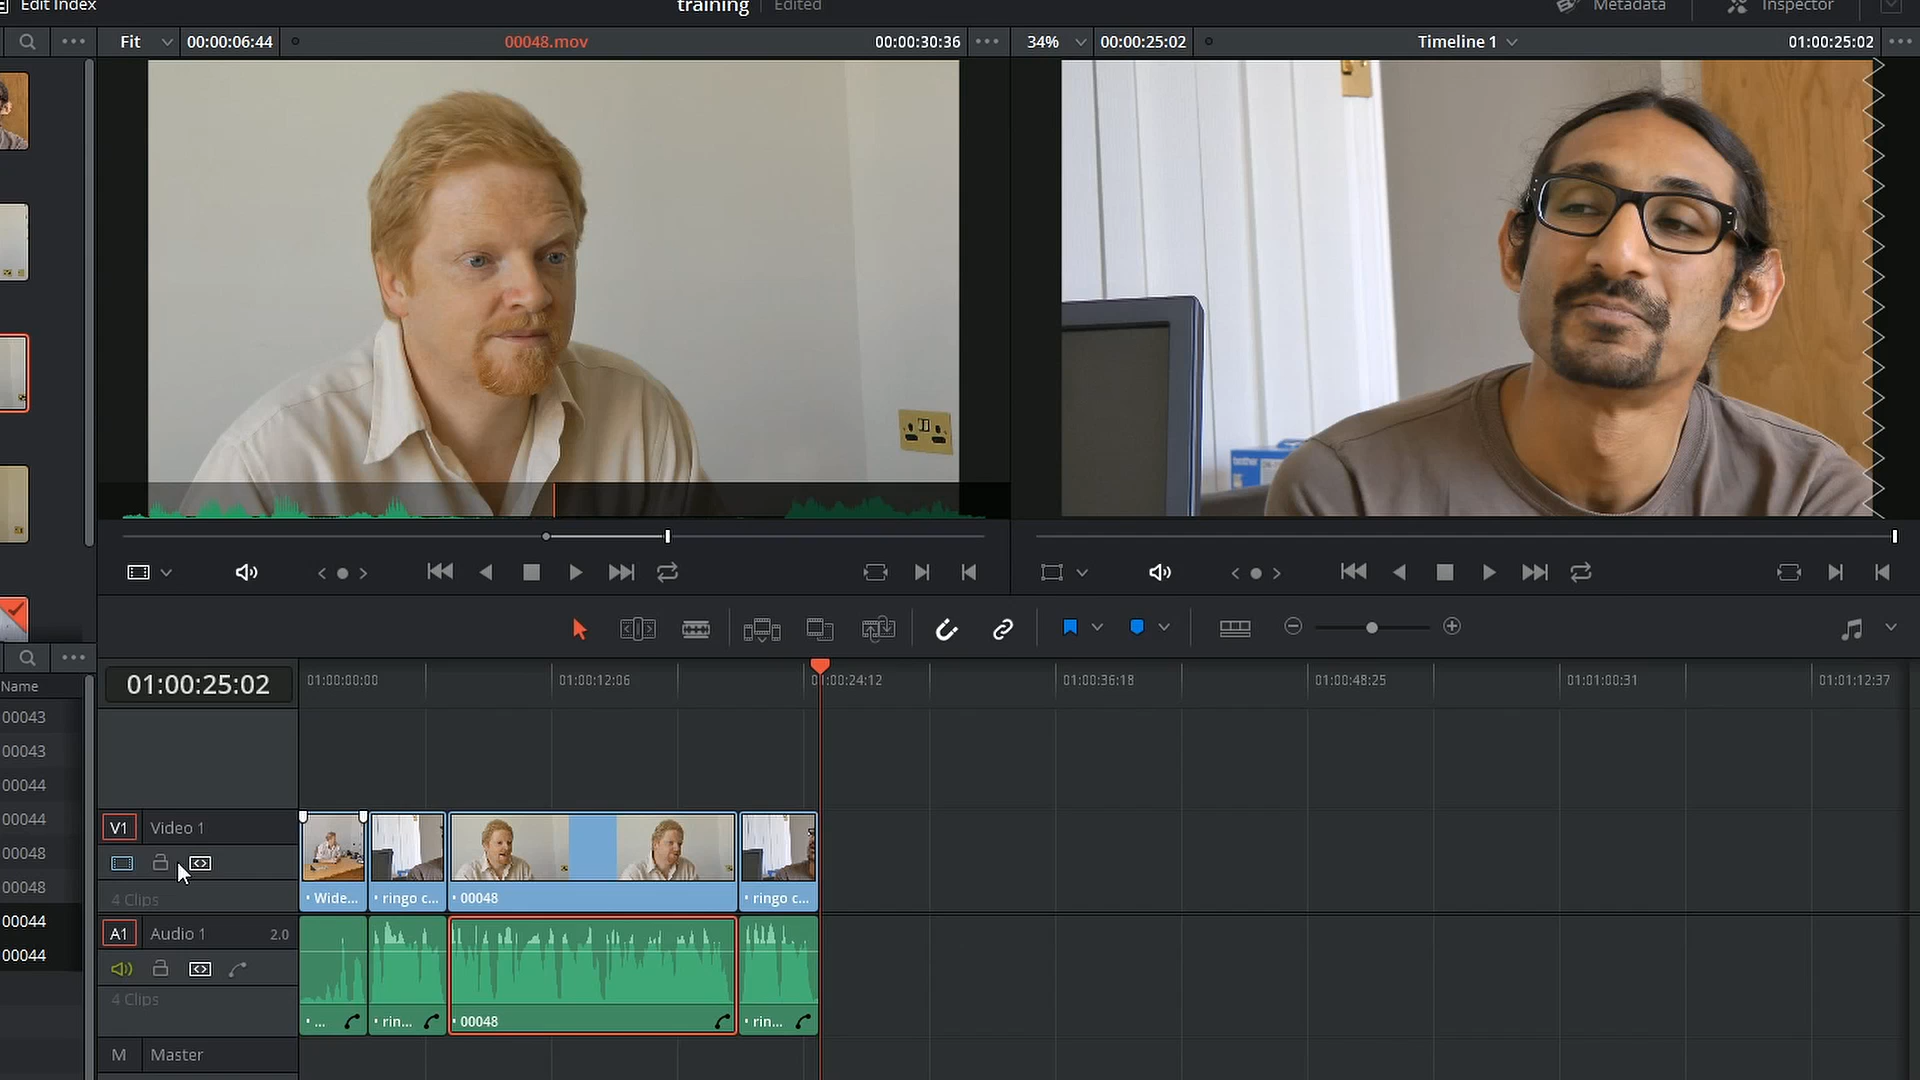 Edit Index
training
Edited
Metadata
Inspector
Fit
00:00:06:44
00048.mov
00:00:30:36
34%
00:00:25:02
Timeline 1
01:00:25:02
brother
01:00:25:02
01:00:00:00
01:00:12:06
01:00:24:12
01:00:36:18
01:00:48:25
01:01:00:31
01:01:12:37
Name
00043
00043
00044
00044
00048
00048
00044
00044
V1
Video 1
4 Clips
Wide...
ringo c...
00048
ringo c...
A1
Audio 1
2.0
4 Clips
...
rin...
00048
rin...
M
Master